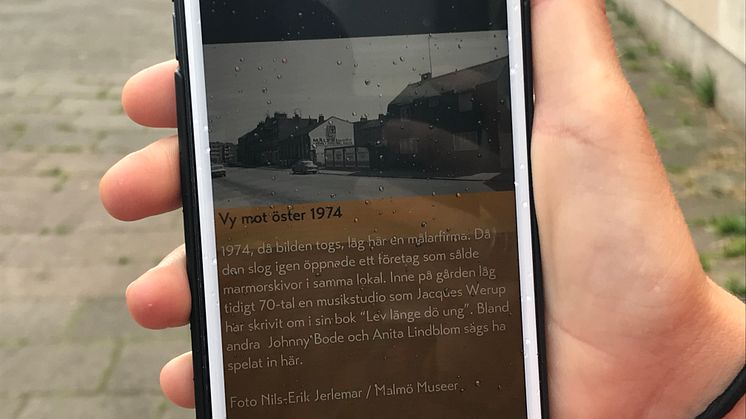 Vy mot öster 1974
1974, då bilden togs, låg här en målarfirma. Då
den slog igen öppnade ett företag som sålde
marmorskivor i samma lokal. Inne på gården låg
tidigt 70-tal en musikstudio som Jacques Werup
har skrivit om i sin bok "Lev länge dö ung". Bland
andra Johnny Bode och Anita Lindblom sägs ha
spelat in här.
Foto Nils-Erik Jerlemar / Malmö Museer